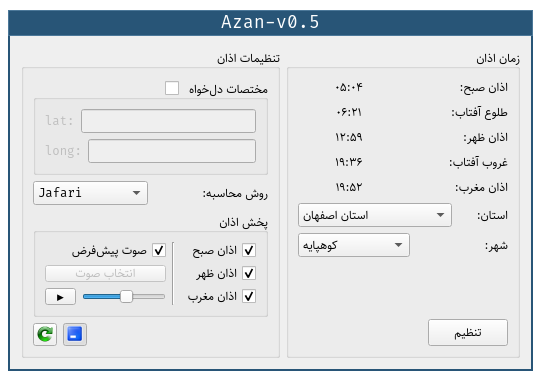 Azan-v0.5
زمان اذان
اذان صبح: ۰۵:۰۴
طلوع آفتاب: ۰۶:۲۱
اذان ظهر: ۱۲:۵۹
غروب آفتاب: ۱۹:۳۶
اذان مغرب: ۱۹:۵۲
استان: استان اصفهان
شهر: کوهپایه
تنظیم
تنظیمات اذان
مختصات دل‌خواه
lat:
long:
روش محاسبه: Jafari
پخش اذان
اذان صبح
اذان ظهر
اذان مغرب
صوت پیش‌فرض
انتخاب صوت